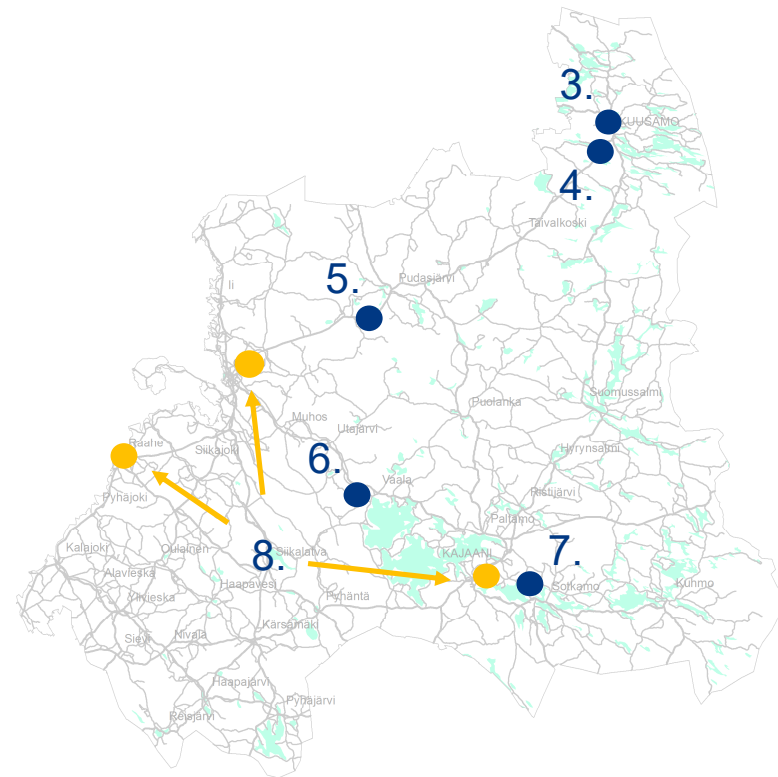 3.
KUUSAMO
4.
Taivalkoski
5.
Pudasjärvi
Ii
Suomussalmi
Puolanka
Muhos
Utajärvi
Raahe
Siikajoki
6.
Hyrynsalmi
Vaala
Ristijärvi
Pyhäjoki
Paltamo
7.
Kalajoki
Oulainen
8.
Siikalatva
KAJAANI
Alavieska
Haapavesi
Sotkamo
Kuhmo
Ylivieska
Pyhäntä
Kärsämäki
Sievi
Nivala
Haapajärvi
Pyhäjärvi
Reisjärvi